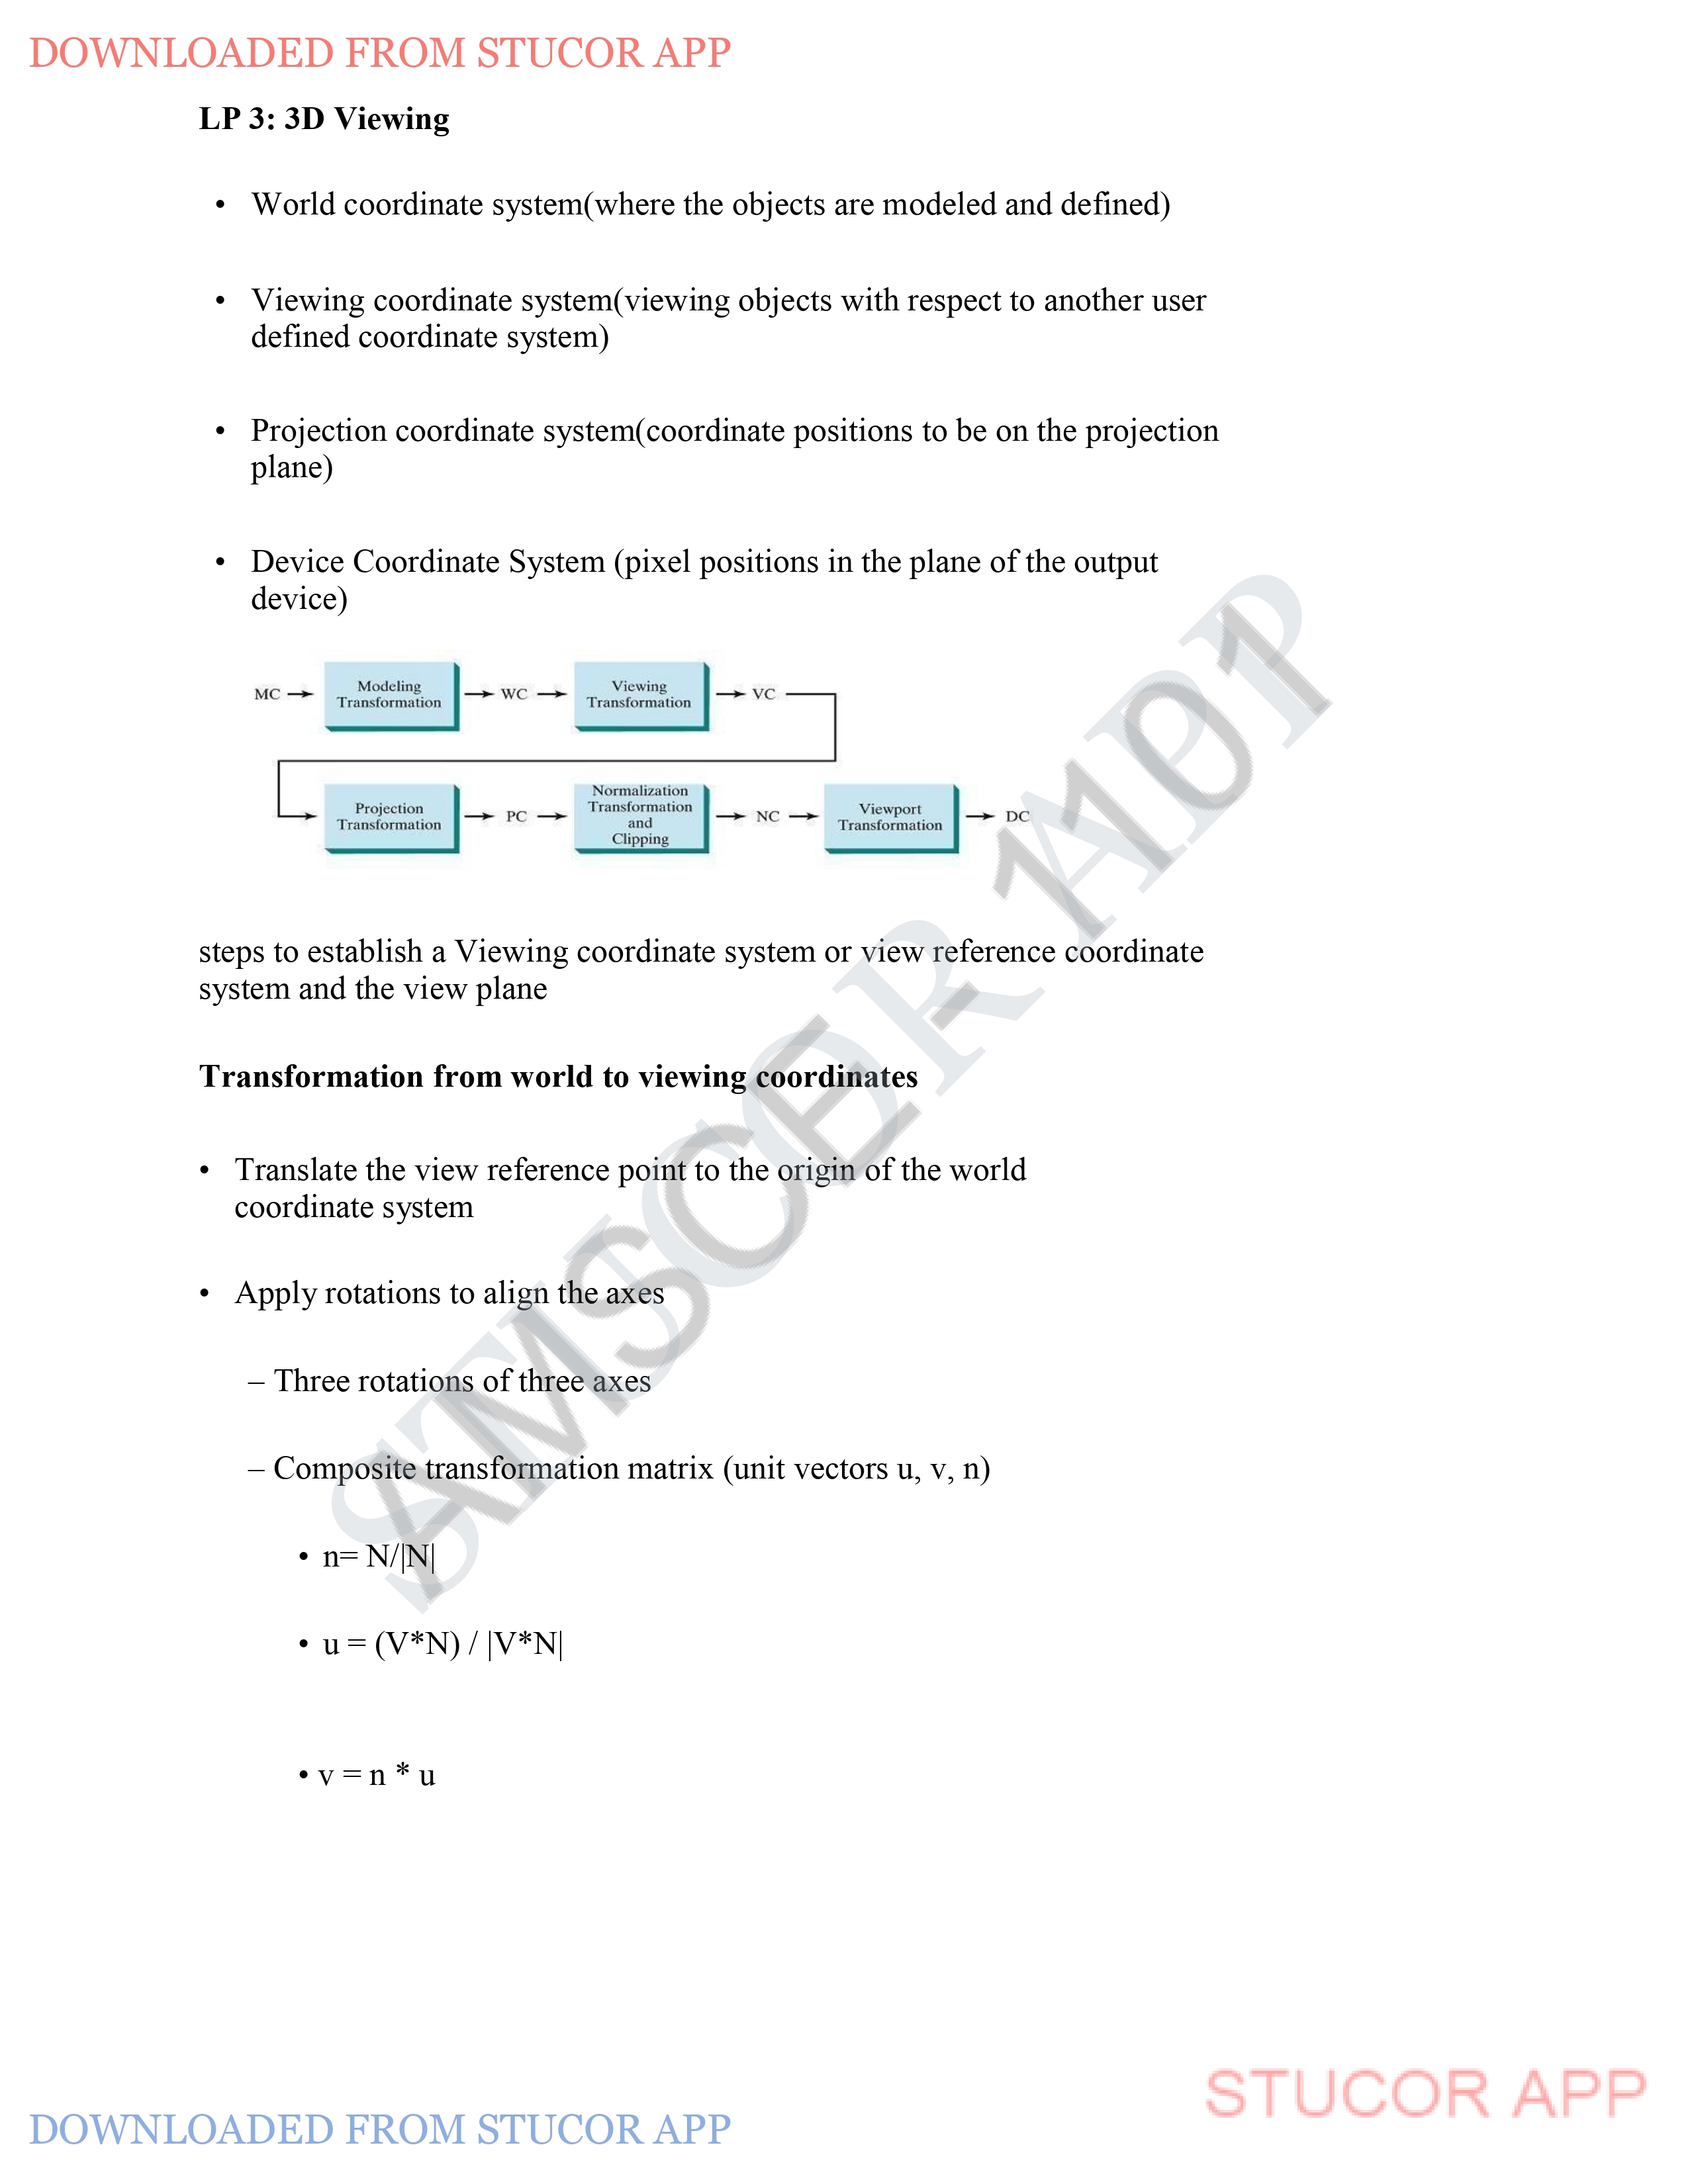 DOWNLOADED FROM STUCOR APP
LP 3: 3D Viewing
• World coordinate system(where the objects are modeled and defined)
• Viewing coordinate system(viewing objects with respect to another user
defined coordinate system)
• Projection coordinate system(coordinate positions to be on the projection
plane)
• Device Coordinate System (pixel positions in the plane of the output
device)
MC Modeling Transformation WC Viewing Transformation VC
Projection Transformation PC Normalization Transformation and Clipping NC Viewport Transformation DC
steps to establish a Viewing coordinate system or view reference coordinate
system and the view plane
Transformation from world to viewing coordinates
• Translate the view reference point to the origin of the world
coordinate system
• Apply rotations to align the axes
– Three rotations of three axes
– Composite transformation matrix (unit vectors u, v, n)
• n= N/|N|
• u = (V*N) / |V*N|
• v = n * u
STUCOR APP
AMSCE-1101
STUCOR APP
DOWNLOADED FROM STUCOR APP